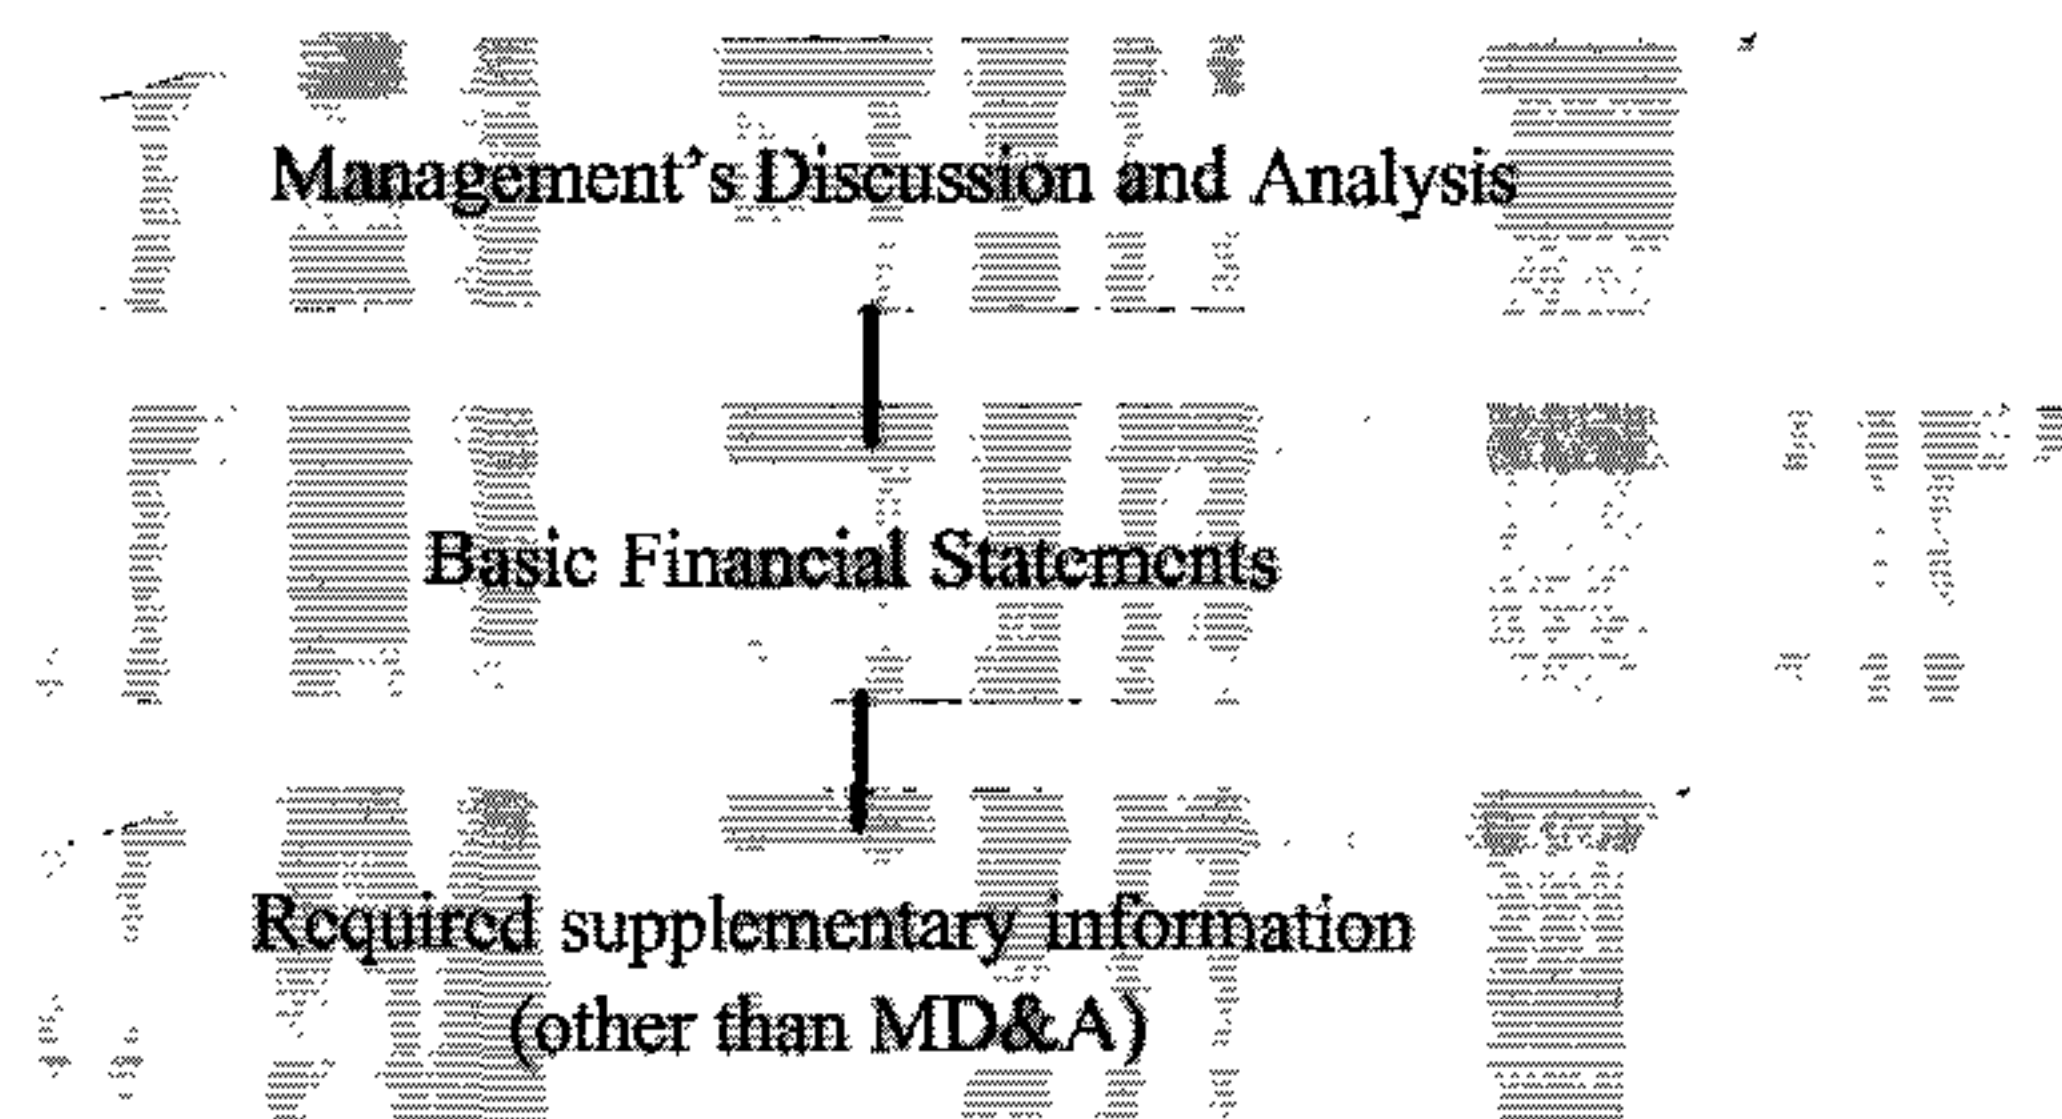 Management's Discussion and Analysis
Basic Financial Statements
Required supplementary information
(other than MD&A)